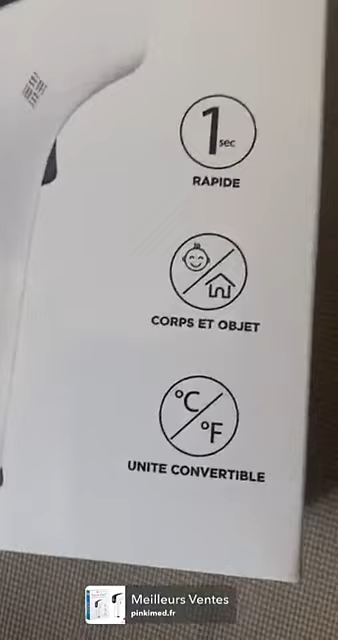 1 sec
RAPIDE
CORPS ET OBJET
°C
°F
UNITE CONVERTIBLE
Meilleurs Ventes
pinkimed.fr